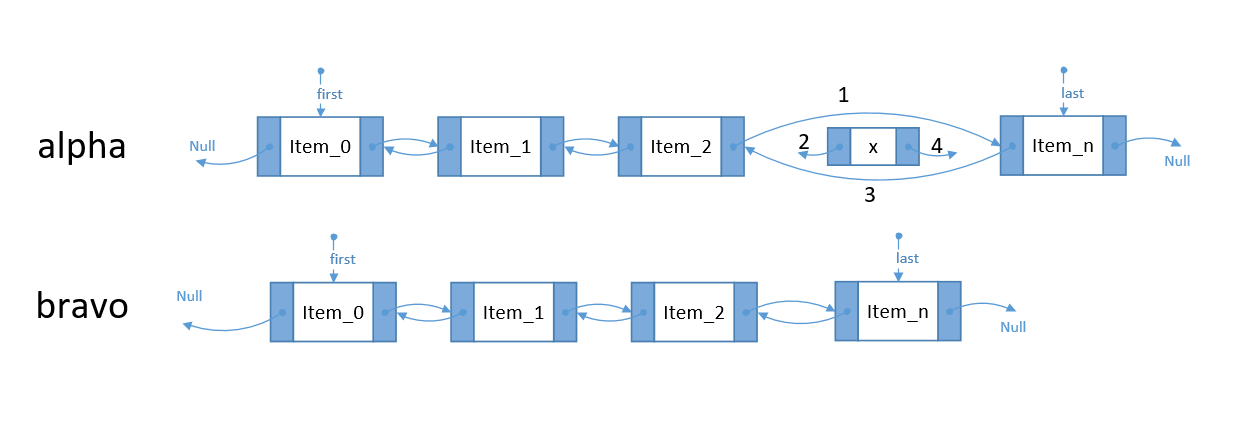 first
last
1
alpha
Null
Item_0
Item_1
Item_2
2
x
4
Item_n
Null
3
first
last
bravo
Null
Item_0
Item_1
Item_2
Item_n
Null